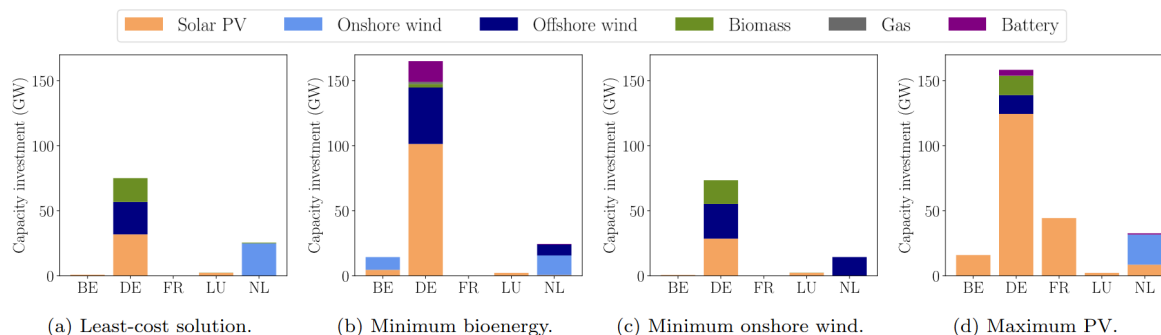 Solar PV Onshore wind Offshore wind Biomass Gas Battery
Capacity investment (GW)
150
100
50
0
BE DE FR LU NL
(a) Least-cost solution.
Capacity investment (GW)
150
100
50
0
BE DE FR LU NL
(b) Minimum bioenergy.
Capacity investment (GW)
150
100
50
0
BE DE FR LU NL
(c) Minimum onshore wind.
Capacity investment (GW)
150
100
50
0
BE DE FR LU NL
(d) Maximum PV.